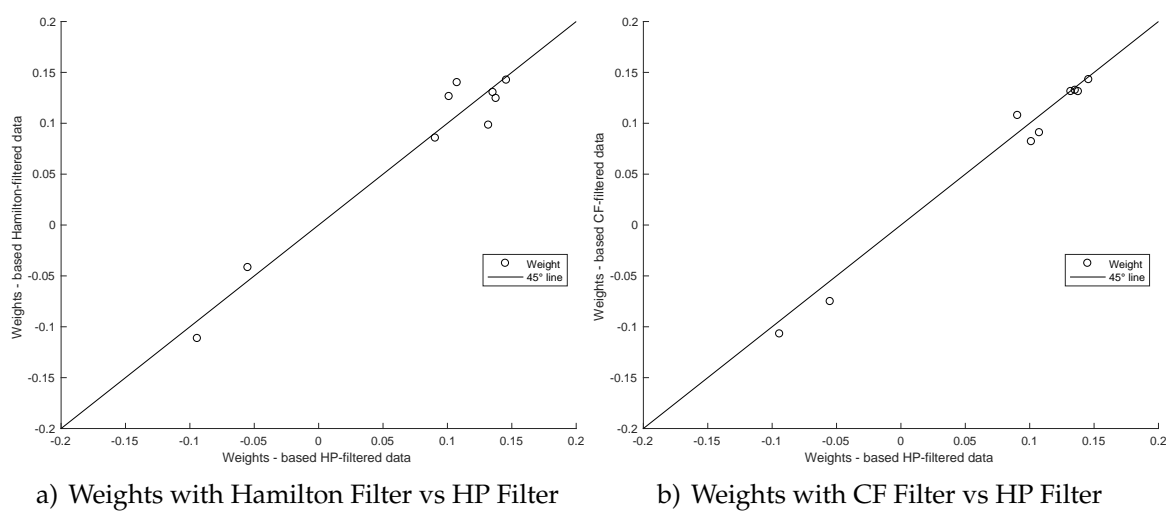 0.2
0.15
0.1
0.05
0
-0.05
-0.1
-0.15
-0.2
Weights - based Hamilton-filtered data
-0.2 -0.15 -0.1 -0.05 0 0.05 0.1 0.15 0.2
Weights - based HP-filtered data
Weight
45° line
a) Weights with Hamilton Filter vs HP Filter
0.2
0.15
0.1
0.05
0
-0.05
-0.1
-0.15
-0.2
Weights - based CF-filtered data
-0.2 -0.15 -0.1 -0.05 0 0.05 0.1 0.15 0.2
Weights - based HP-filtered data
Weight
45° line
b) Weights with CF Filter vs HP Filter